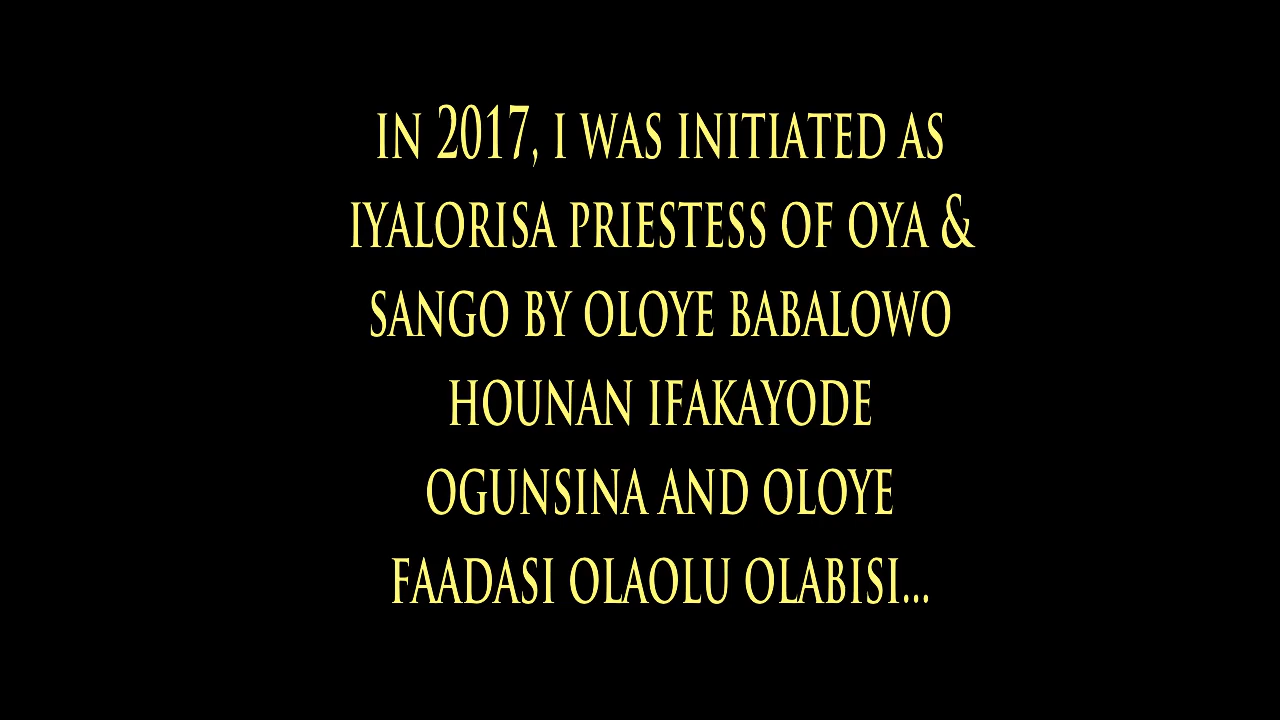 IN 2017, I WAS INITIATED AS
IYALORISA PRIESTESS OF OYA &
SANGO BY OLOYE BABALOWO
HOUNAN IFAKAYODE
OGUNSINA AND OLOYE
FAADASI OLAOLU OLABISI...